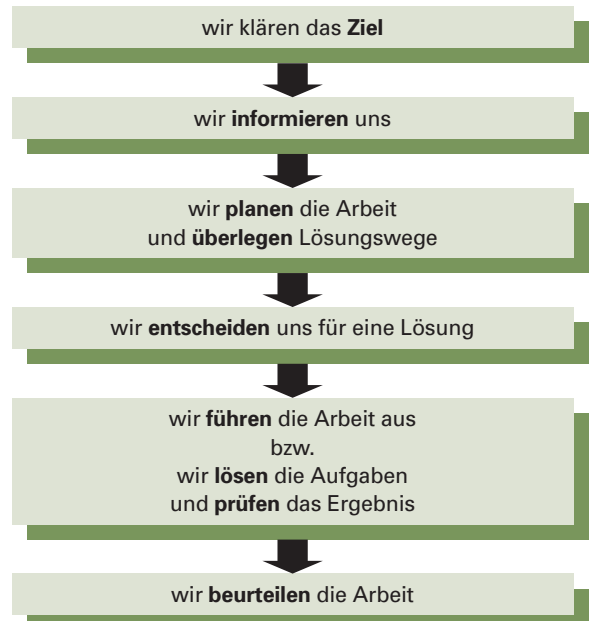 wir klären das Ziel
wir informieren uns
wir planen die Arbeit
und überlegen Lösungswege
wir entscheiden uns für eine Lösung
wir führen die Arbeit aus
bzw.
wir lösen die Aufgaben
und prüfen das Ergebnis
wir beurteilen die Arbeit